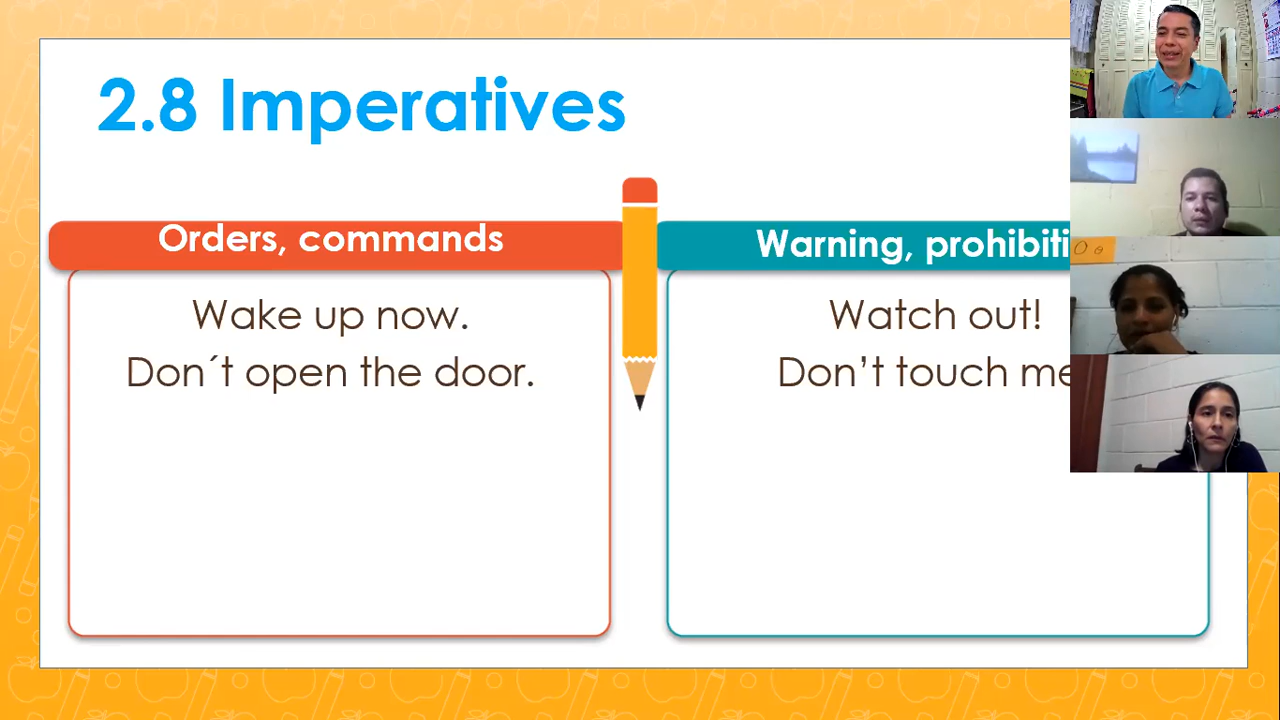 2.8 Imperatives
Orders, commands
Wake up now.
Don´t open the door.
Warning, prohibiti
Watch out!
Don’t touch me